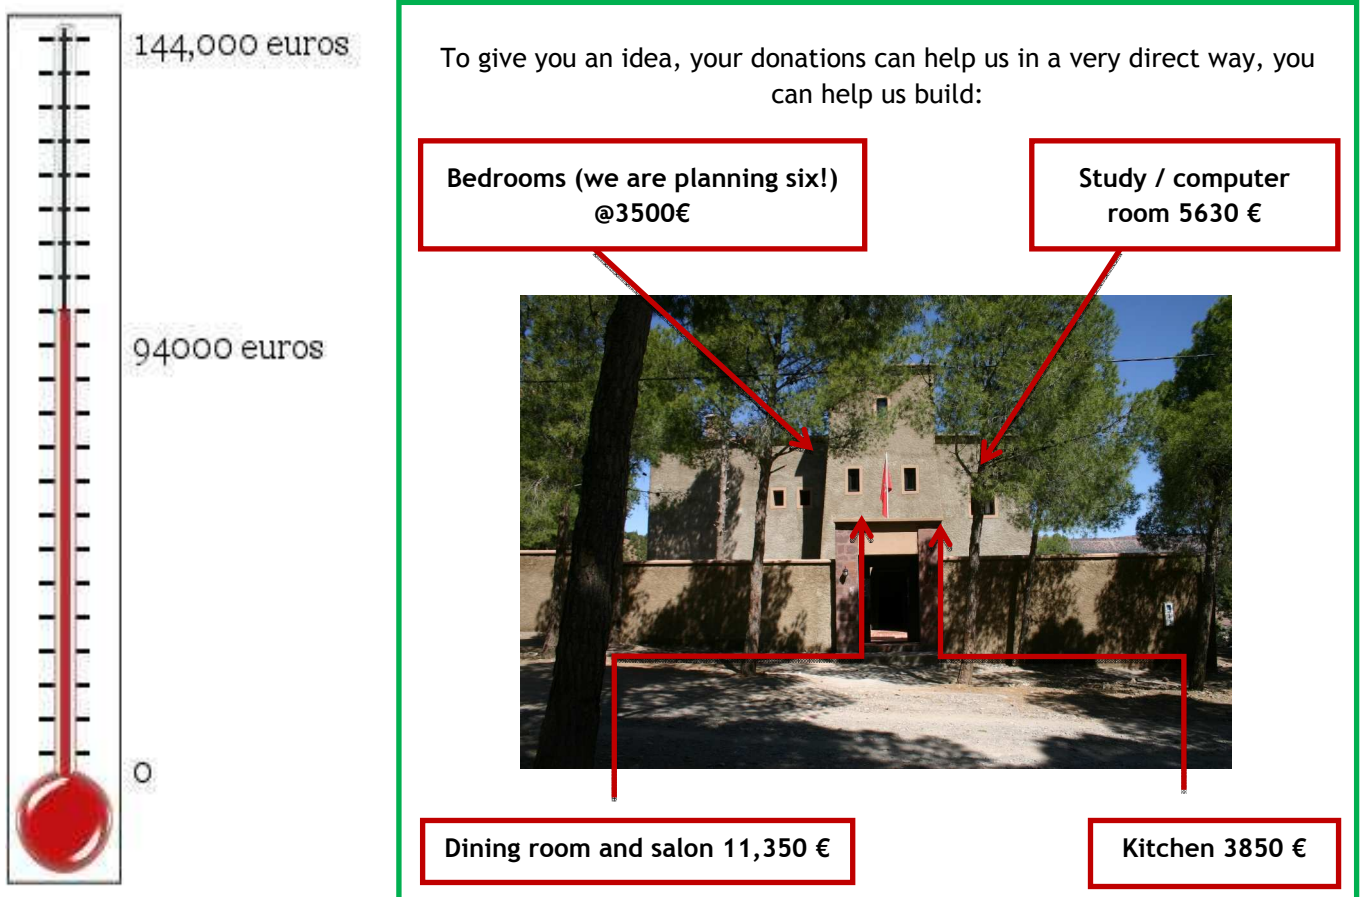 144,000 euros
94000 euros
0
To give you an idea, your donations can help us in a very direct way, you
can help us build:
Bedrooms (we are planning six!)
@3500€
Study / computer
room 5630 €
Dining room and salon 11,350 €
Kitchen 3850 €